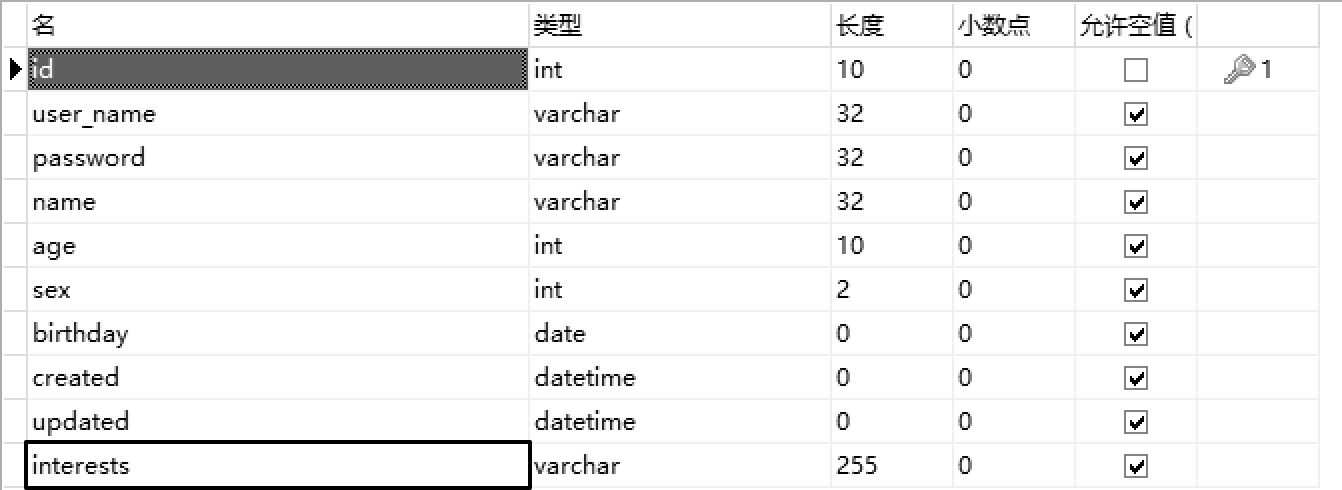 名 类型 长度 小数点 允许空值 (
id int 10 0 1
user_name varchar 32 0
password varchar 32 0
name varchar 32 0
age int 10 0
sex int 2 0
birthday date 0 0
created datetime 0 0
updated datetime 0 0
interests varchar 255 0